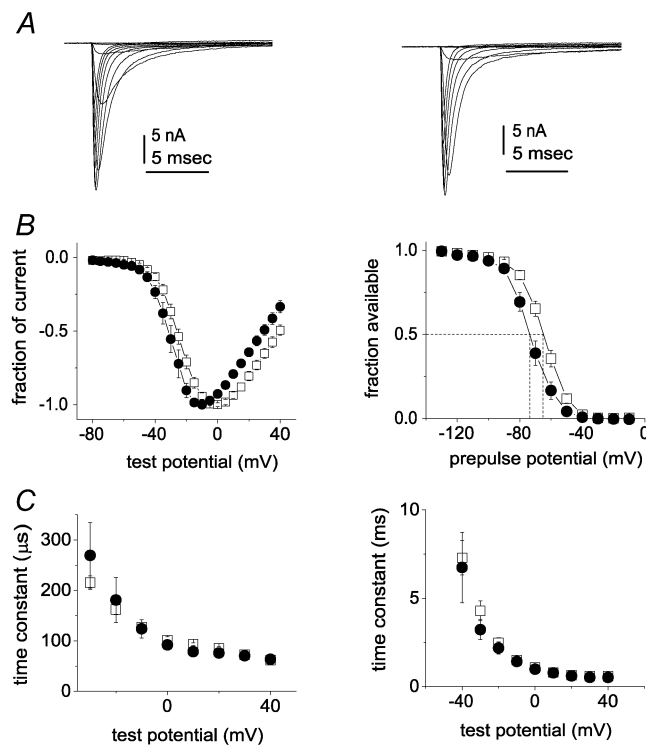 A
5 nA
5 msec
5 nA
5 msec
B
fraction of current
0.0
-0.5
-1.0
-80
-40
0
40
test potential (mV)
fraction available
1.0
0.5
0.0
-120
-80
-40
0
prepulse potential (mV)
C
time constant (μs)
300
200
100
0
0
40
test potential (mV)
time constant (ms)
10
5
0
-40
0
40
test potential (mV)